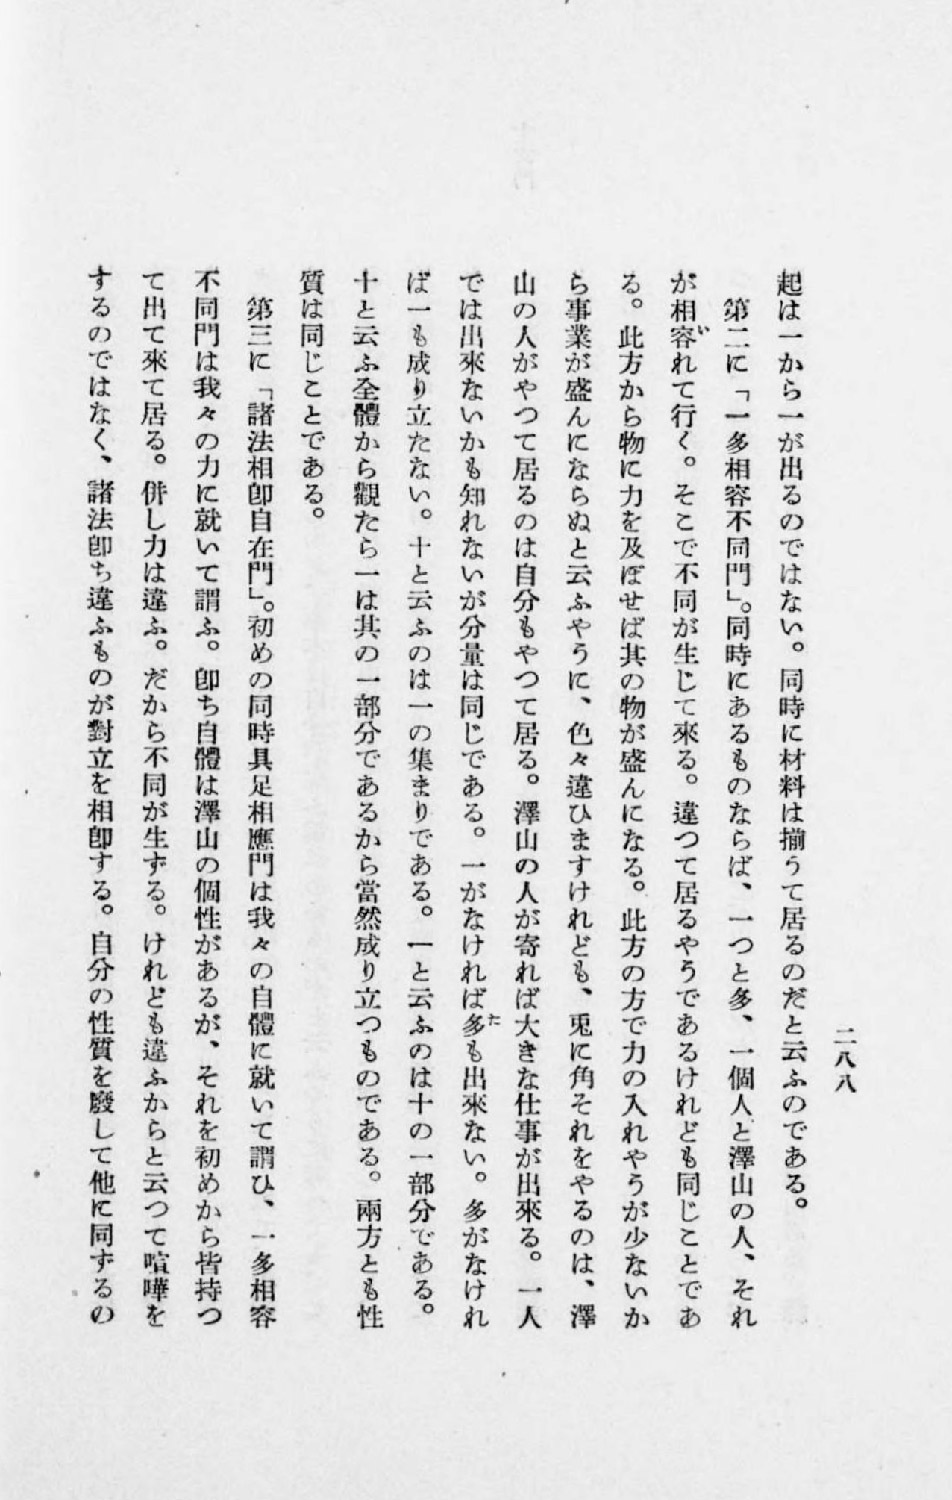 二八八
起は一から一が出るのではない。同時に材料は揃うて居るのだと云ふのである。
第二に「一多相容不同門」。同時にあるものならば、一つと多、一個人と澤山の人、それ
が相容れて行く。そこで不同が生じて來る。違つて居るやうであるけれども同じことであ
る。此方から物に力を及ぼせば其の物が盛んになる。此方の方で力の入れやうが少ないか
ら事業が盛んにならぬと云ふやうに、色々違ひますけれども、兎に角それをやるのは、澤
山の人がやつて居るのは自分もやつて居る。澤山の人が寄れば大きな仕事が出來る。一人
では出來ないかも知れないが分量は同じである。一がなければ多も出來ない。多がなけれ
ば一も成り立たない。十と云ふのは一の集まりである。一と云ふのは十の一部分である。
十と云ふ全體から觀たら一は其の一部分であるから當然成り立つものである。兩方とも性
質は同じことである。
第三に「諸法相卽自在門」。初めの同時具足相應門は我々の自體に就いて謂ひ、一多相容
不同門は我々の力に就いて謂ふ。卽ち自體は澤山の個性があるが、それを初めから皆持つ
て出て來て居る。併し力は違ふ。だから不同が生ずる。けれども違ふからと云つて喧嘩を
するのではなく、諸法卽ち違ふものが對立を相卽する。自分の性質を廢して他に同ずるの